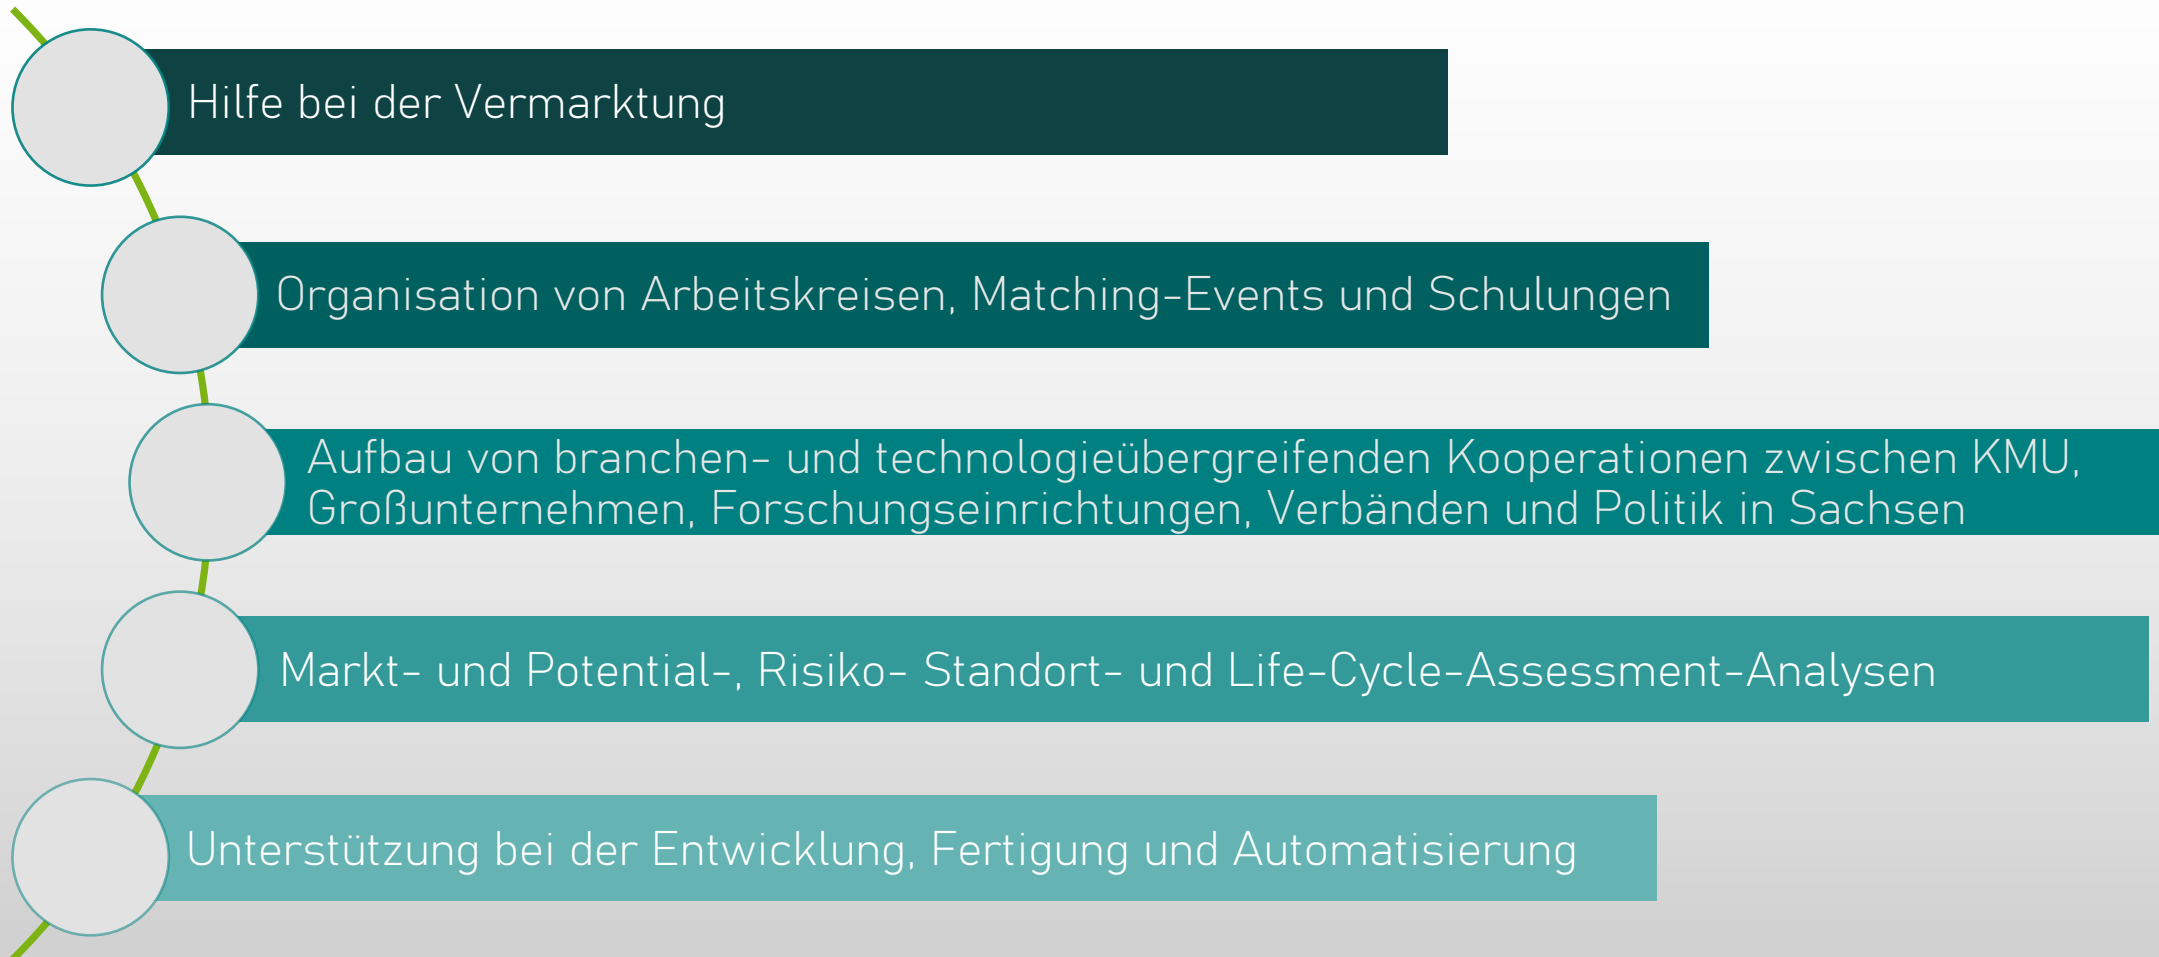 Hilfe bei der Vermarktung
Organisation von Arbeitskreisen, Matching-Events und Schulungen
Aufbau von branchen- und technologieübergreifenden Kooperationen zwischen KMU,
Großunternehmen, Forschungseinrichtungen, Verbänden und Politik in Sachsen
Markt- und Potential-, Risiko- Standort- und Life-Cycle-Assessment-Analysen
Unterstützung bei der Entwicklung, Fertigung und Automatisierung